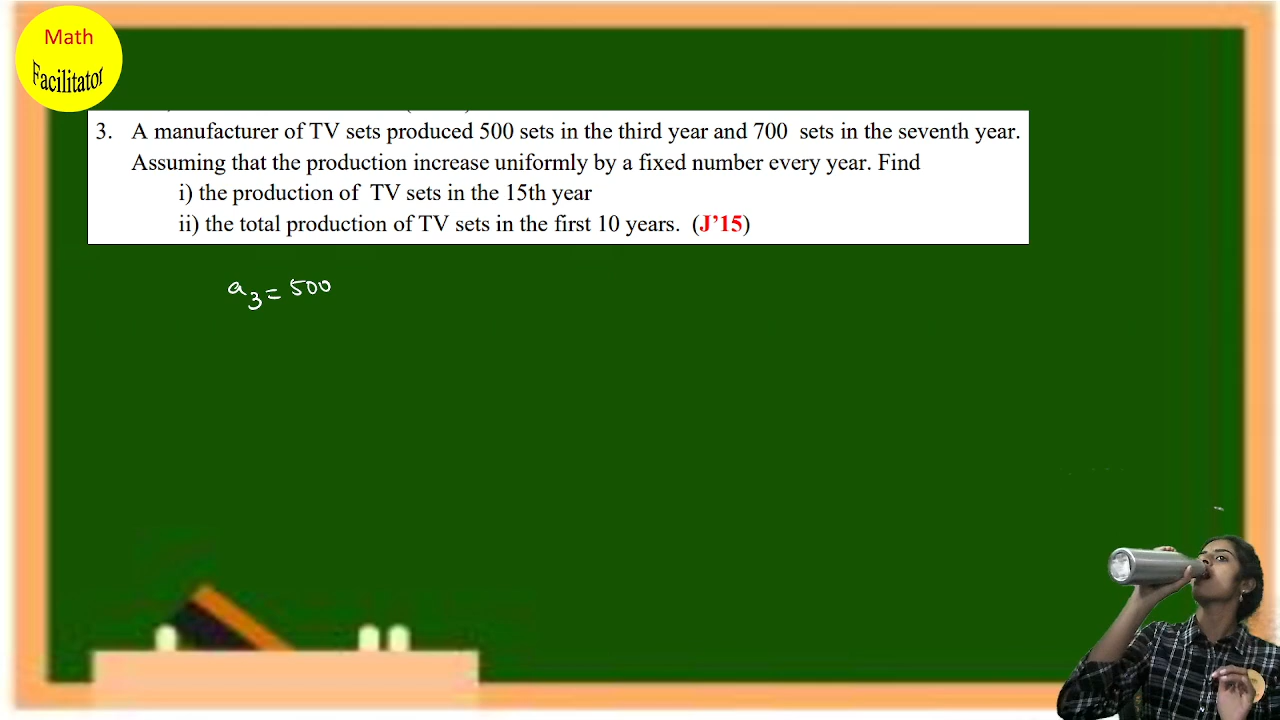 Math
Facilitator
3. A manufacturer of TV sets produced 500 sets in the third year and 700 sets in the seventh year.
Assuming that the production increase uniformly by a fixed number every year. Find
i) the production of TV sets in the 15th year
ii) the total production of TV sets in the first 10 years. (J’15)
a₃ = 500